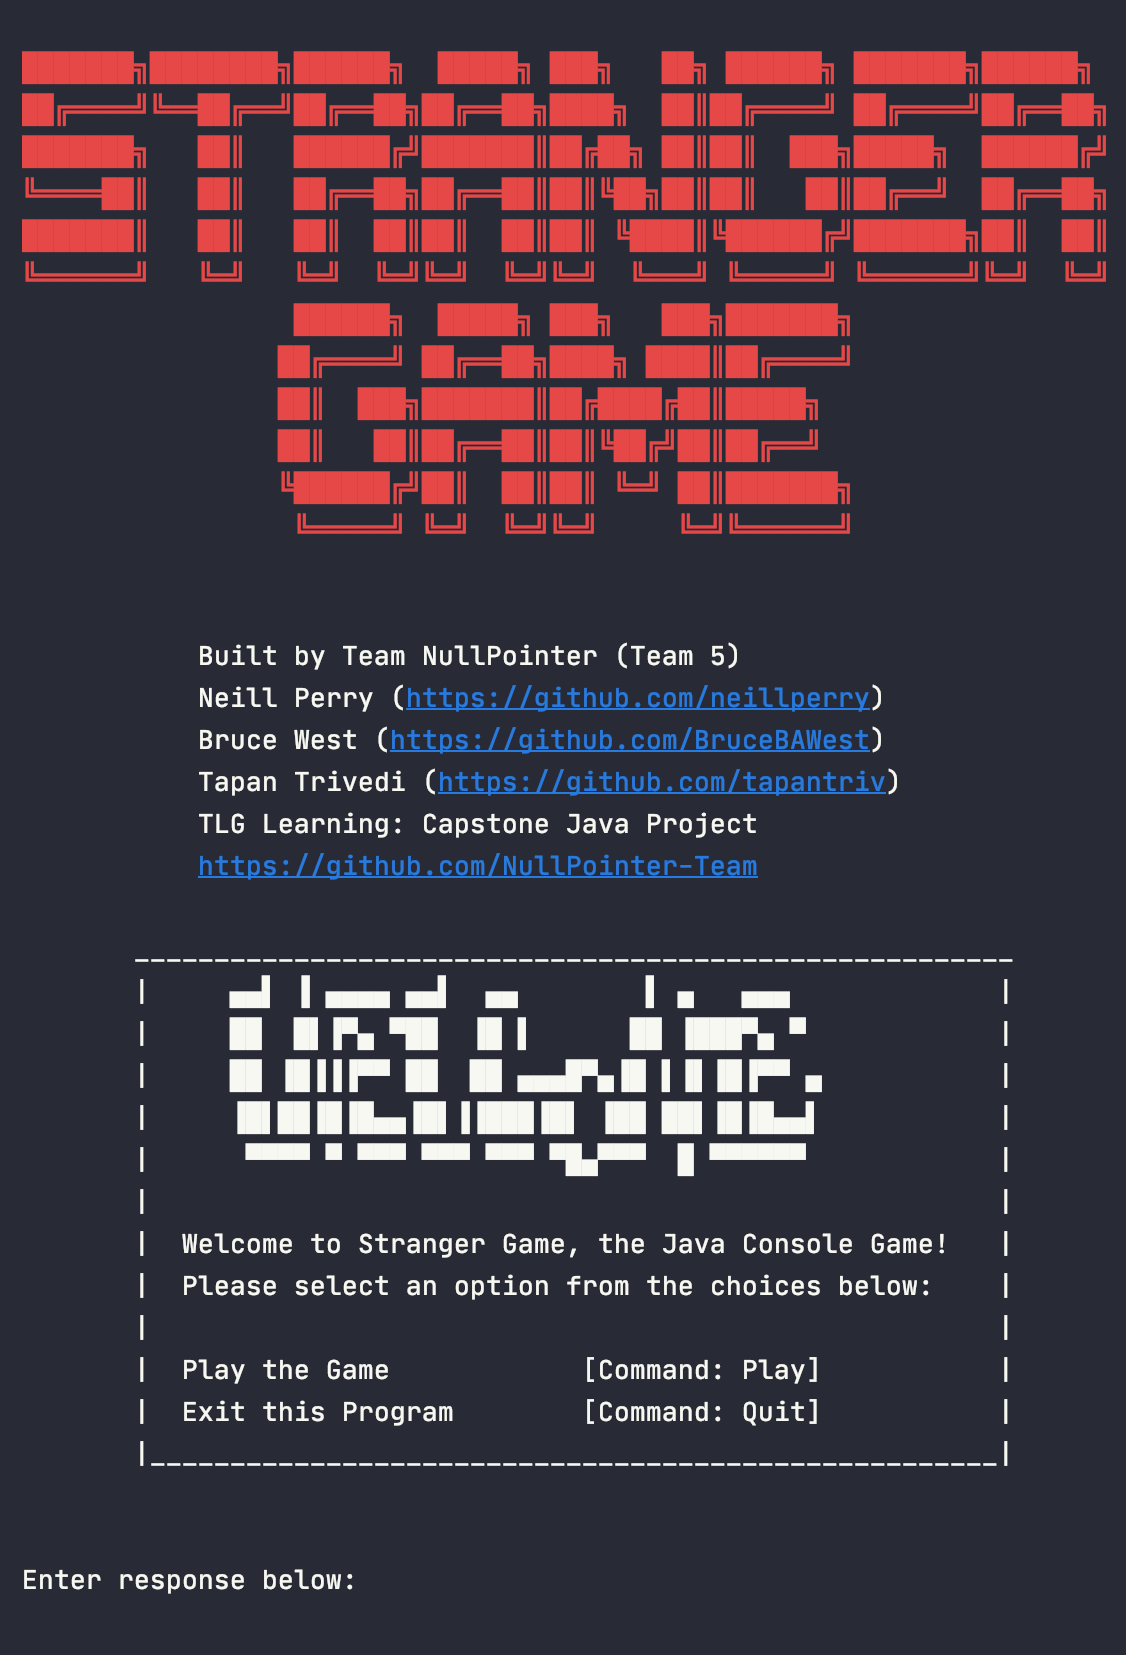 STRANGER
GAME
Built by Team NullPointer (Team 5)
Neill Perry (https://github.com/neillperry)
Bruce West (https://github.com/BruceBAWest)
Tapan Trivedi (https://github.com/tapantriv)
TLG Learning: Capstone Java Project
https://github.com/NullPointer-Team
Welcome to Stranger Game, the Java Console Game!
Please select an option from the choices below:
Play the Game [Command: Play]
Exit this Program [Command: Quit]
Enter response below: